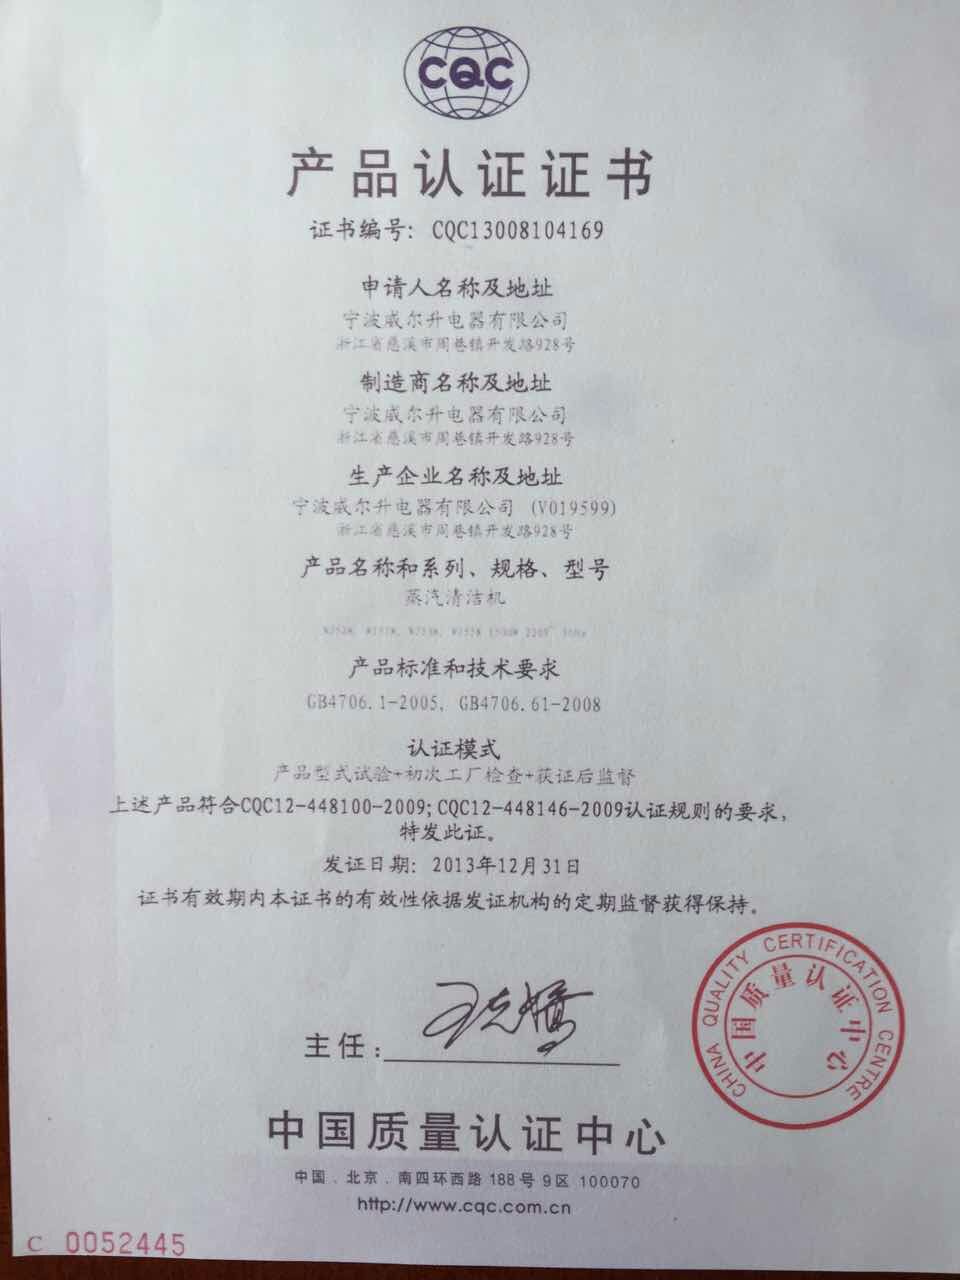 CQC
产品认证证书
证书编号: CQC13008104169
申请人名称及地址
宁波威尔升电器有限公司
浙江省慈溪市周巷镇开发路928号
制造商名称及地址
宁波威尔升电器有限公司
浙江省慈溪市周巷镇开发路928号
生产企业名称及地址
宁波威尔升电器有限公司 (V019599)
浙江省慈溪市周巷镇开发路928号
产品名称和系列、规格、型号
蒸汽清洁机
1500W 220V~ 50Hz
产品标准和技术要求
GB4706.1-2005, GB4706.61-2008
认证模式
产品型式试验+初次工厂检查+获证后监督
上述产品符合CQC12-448100-2009; CQC12-448146-2009认证规则的要求,
特发此证。
发证日期: 2013年12月31日
证书有效期内本证书的有效性依据发证机构的定期监督获得保持。
主任:
CHINA QUALITY CERTIFICATION CENTRE
中国质量认证中心
中国质量认证中心
中国.北京.南四环西路188号9区 100070
http://www.cqc.com.cn
C 0052445